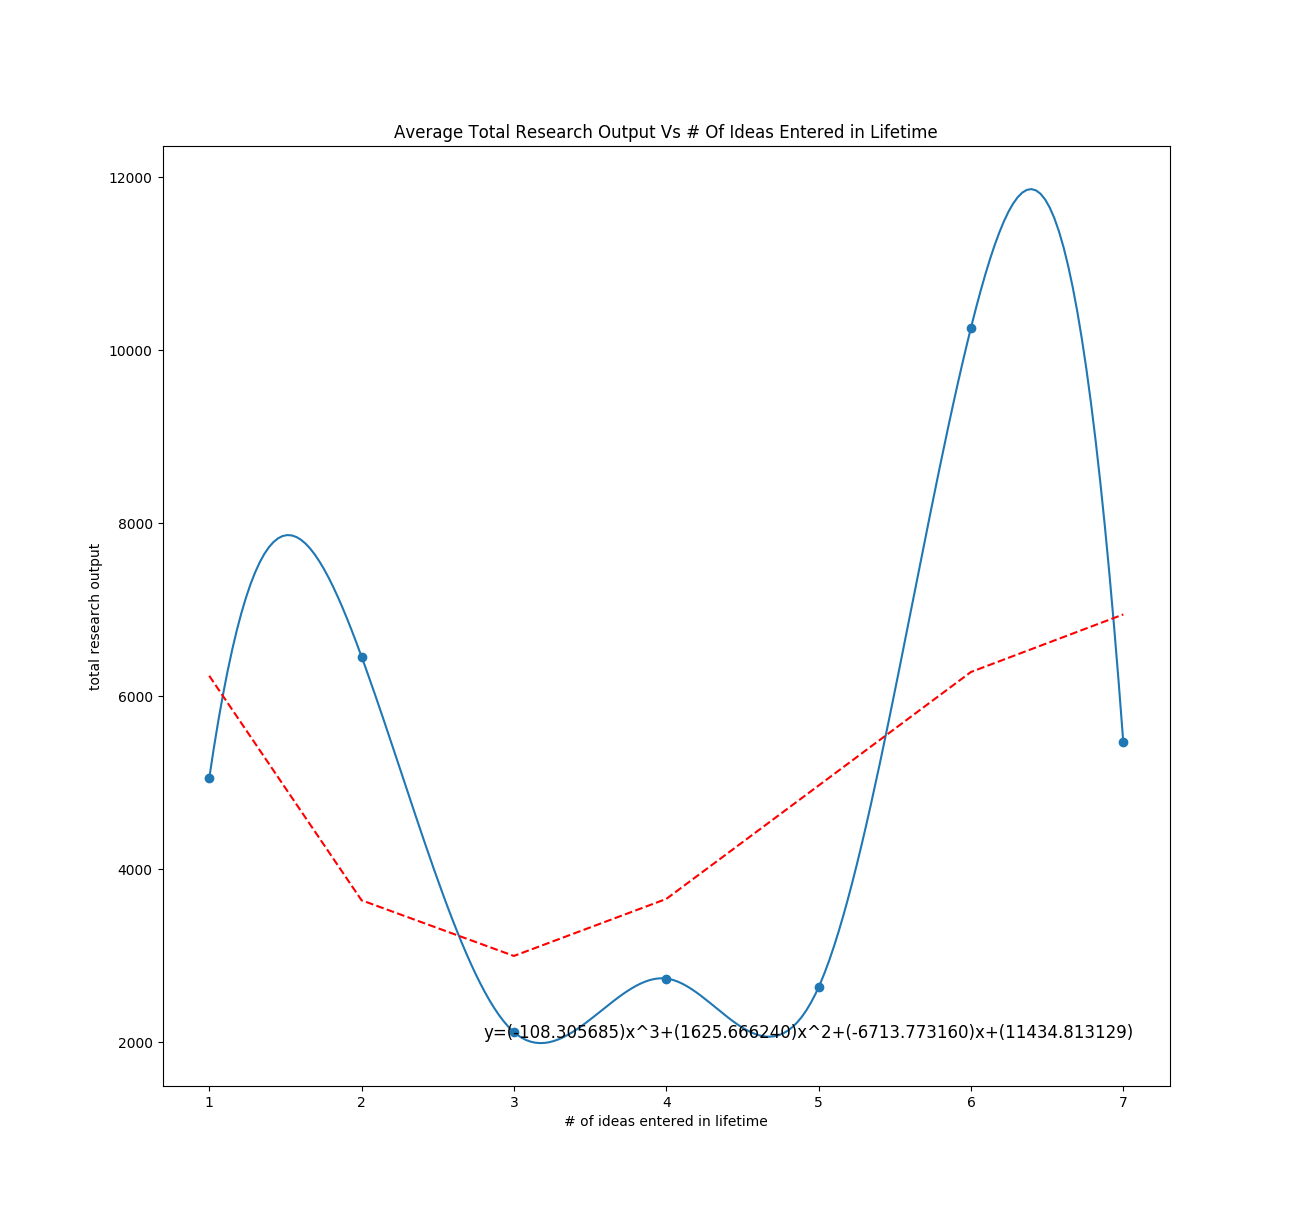 Average Total Research Output Vs # Of Ideas Entered in Lifetime
12000
10000
8000
6000
4000
2000
total research output
y=(-108.305685)x^3+(1625.666240)x^2+(-6713.773160)x+(11434.813129)
1 2 3 4 5 6 7
# of ideas entered in lifetime